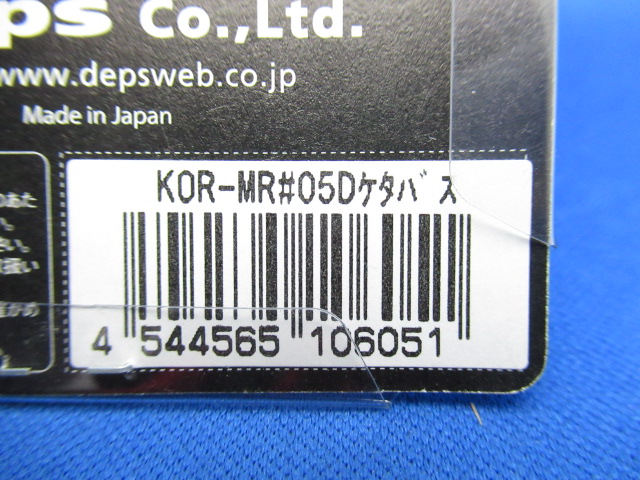 ps Co.,Ltd.
www.depsweb.co.jp
Made in Japan
KOR-MR#05Dケタバス
4 544565 106051